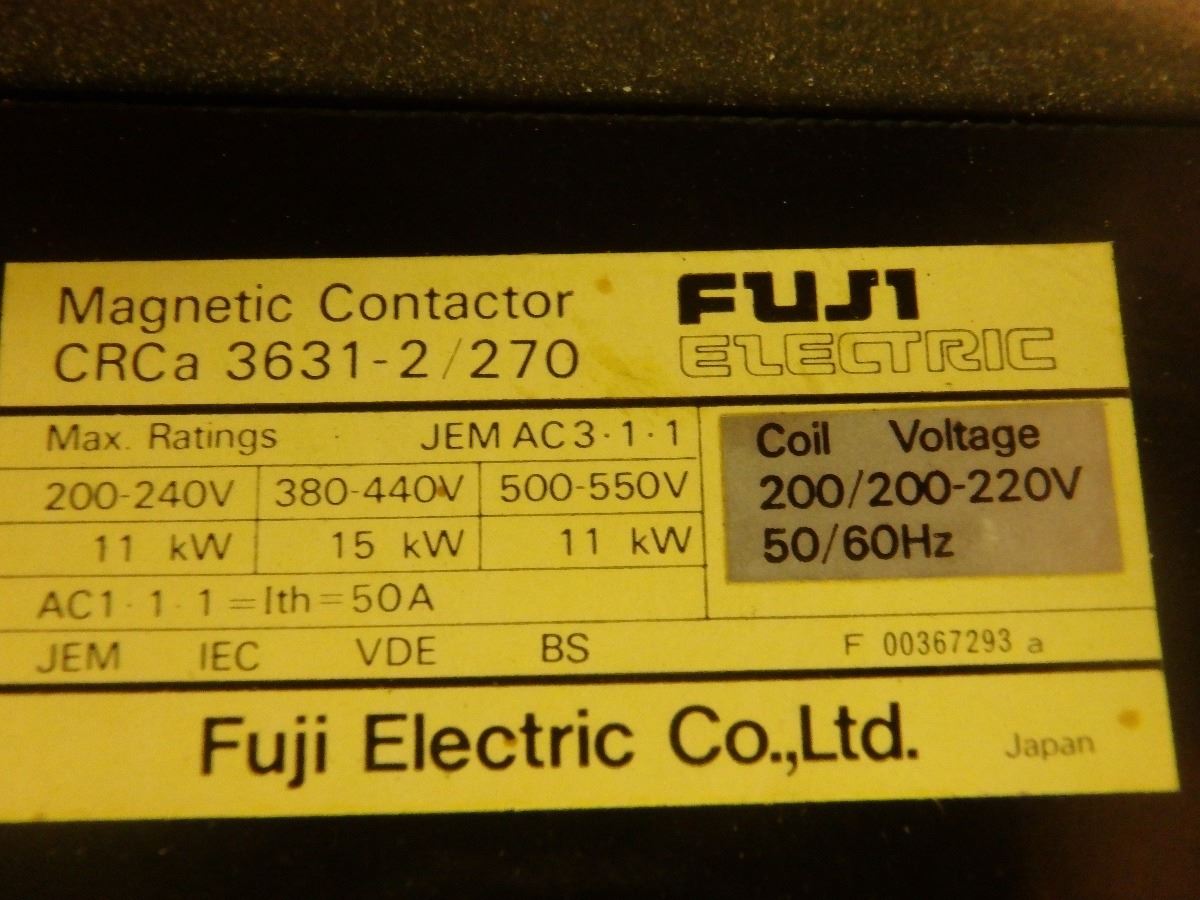 Magnetic Contactor
CRCa 3631-2/270
FUJI
ELECTRIC
Max. Ratings JEM AC3·1·1
200-240V 380-440V 500-550V
11 kW 15 kW 11 kW
AC1·1·1=Ith=50A
Coil Voltage
200/200-220V
50/60Hz
JEM IEC VDE BS F 00367293 a
Fuji Electric Co.,Ltd. Japan